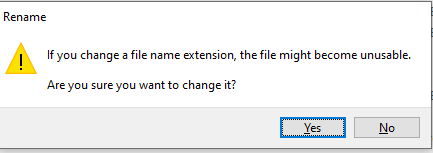 Rename
If you change a file name extension, the file might become unusable.
Are you sure you want to change it?
Yes
No